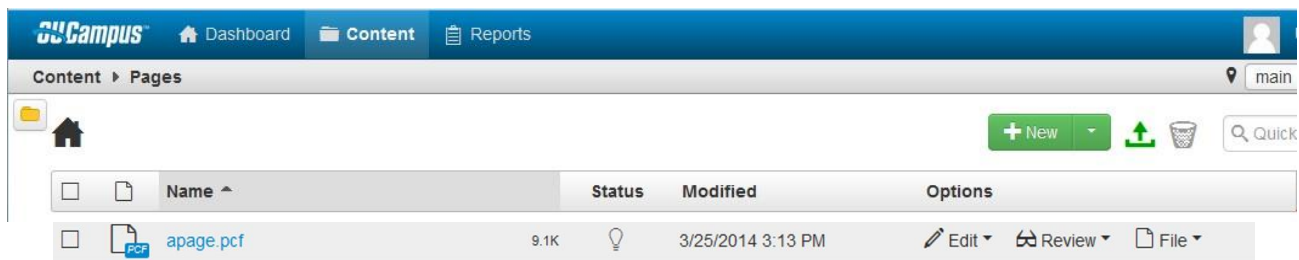 OUCampus™ Dashboard Content Reports
Content ▸ Pages main
+ New Quick
Name Status Modified Options
PCF apage.pcf 9.1K 3/25/2014 3:13 PM Edit Review File